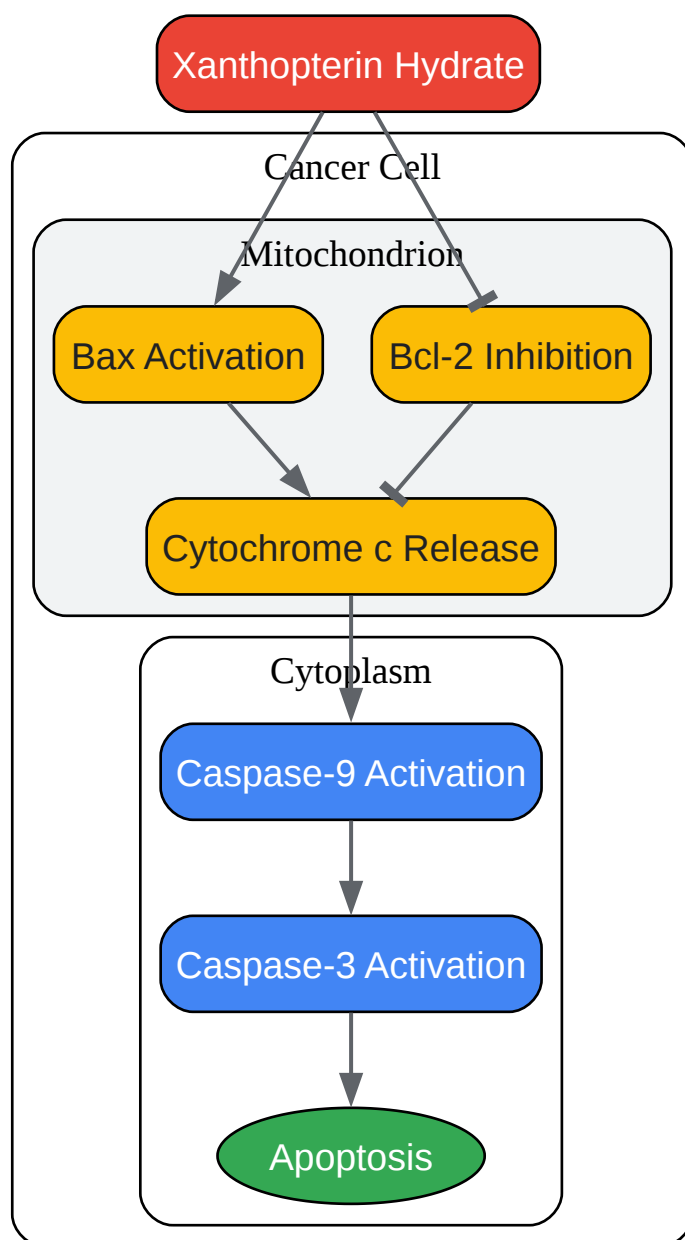 Xanthopterin Hydrate
Cancer Cell
Mitochondrion
Bax Activation
Bcl-2 Inhibition
Cytochrome c Release
Cytoplasm
Caspase-9 Activation
Caspase-3 Activation
Apoptosis